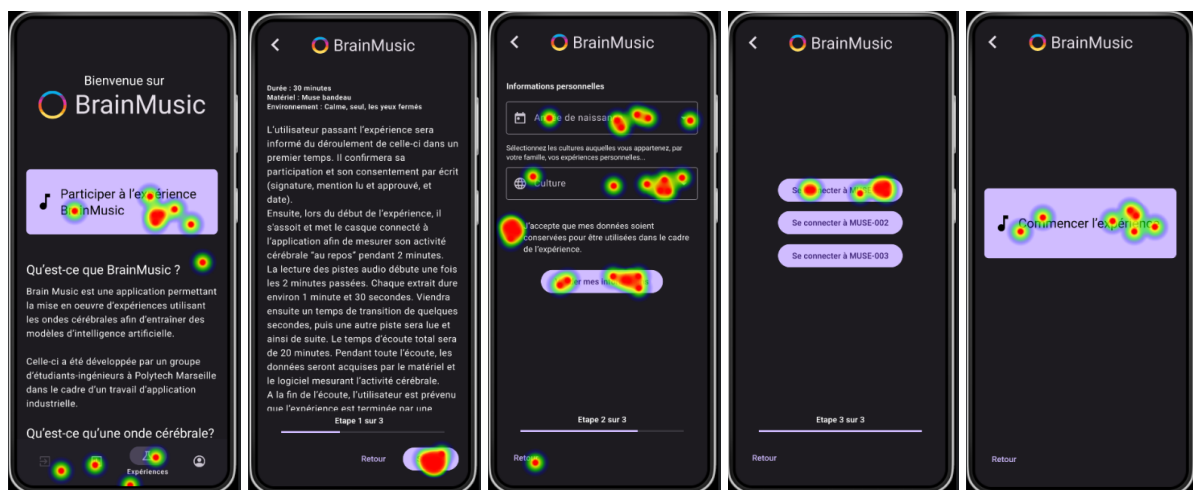 Bienvenue sur
BrainMusic
Participer à l'expérience
BrainMusic
Qu'est-ce que BrainMusic ?
Brain Music est une application permettant
la mise en oeuvre d'expériences utilisant
les ondes cérébrales afin d'entraîner des
modèles d'intelligence artificielle.
Celle-ci a été développée par un groupe
d'étudiants-ingénieurs à Polytech Marseille
dans le cadre d'un travail d'application
industrielle.
Qu'est-ce qu'une onde cérébrale?
Expériences
BrainMusic
Durée : 30 minutes
Matériel : Muse bandeau
Environnement : Calme, seul, les yeux fermés
L'utilisateur passant l'expérience sera
informé du déroulement de celle-ci dans un
premier temps. Il confirmera sa
participation et son consentement par écrit
(signature, mention lu et approuvé, et
date).
Ensuite, lors du début de l'expérience, il
s'assoit et met le casque connecté à
l'application afin de mesurer son activité
cérébrale "au repos" pendant 2 minutes.
La lecture des pistes audio débute une fois
les 2 minutes passées. Chaque extrait dure
environ 1 minute et 30 secondes. Viendra
ensuite un temps de transition de quelques
secondes, puis une autre piste sera lue et
ainsi de suite. Le temps d'écoute total sera
de 20 minutes. Pendant toute l'écoute, les
données seront acquises par le matériel et
le logiciel mesurant l'activité cérébrale.
A la fin de l'écoute, l'utilisateur est prévenu
que l'expérience est terminée par une
Etape 1 sur 3
Retour
BrainMusic
Informations personnelles
de naissance
Sélectionnez les cultures auquelles vous appartenez, par
votre famille, vos expériences personnelles...
Culture
J'accepte que mes données soient
conservées pour être utilisées dans le cadre
de l'expérience.
mes
Etape 2 sur 3
Retour
BrainMusic
Se connecter à MUSE-001
Se connecter à MUSE-002
Se connecter à MUSE-003
Etape 3 sur 3
Retour
BrainMusic
Commencer l'expérience
Retour